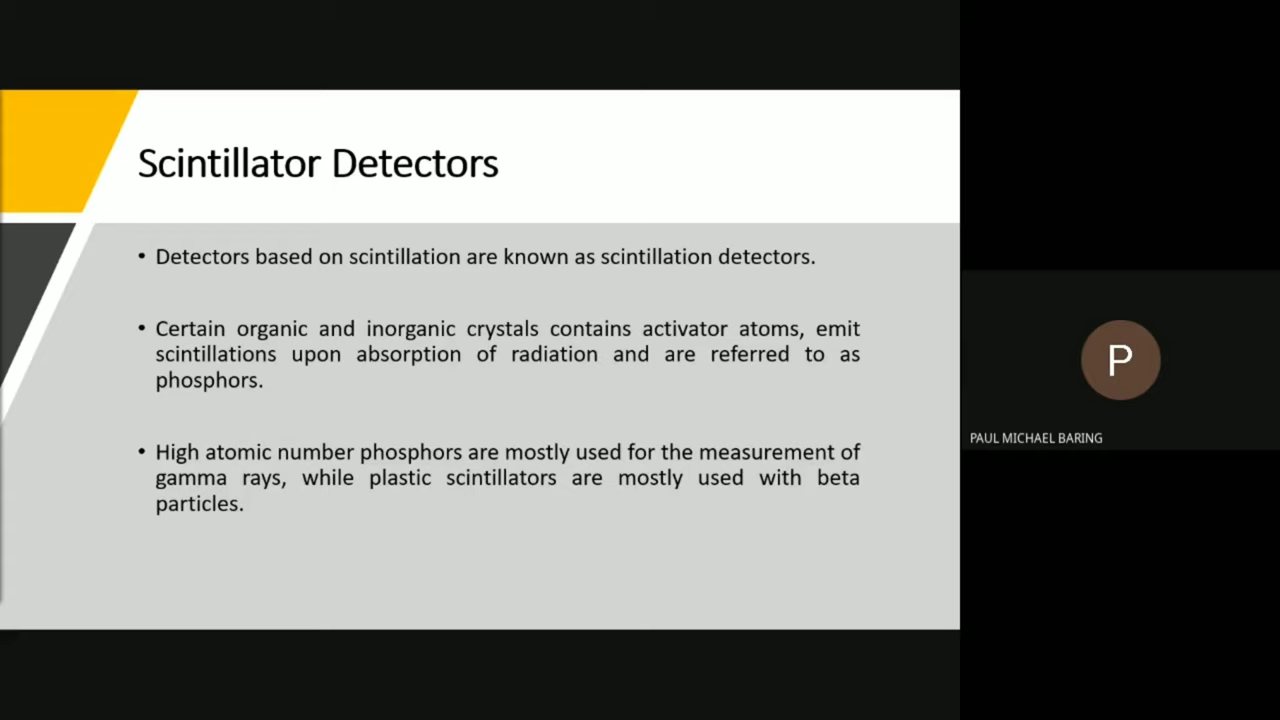 Scintillator Detectors
• Detectors based on scintillation are known as scintillation detectors.
• Certain organic and inorganic crystals contains activator atoms, emit
scintillations upon absorption of radiation and are referred to as
phosphors.
• High atomic number phosphors are mostly used for the measurement of
gamma rays, while plastic scintillators are mostly used with beta
particles.
P
PAUL MICHAEL BARING